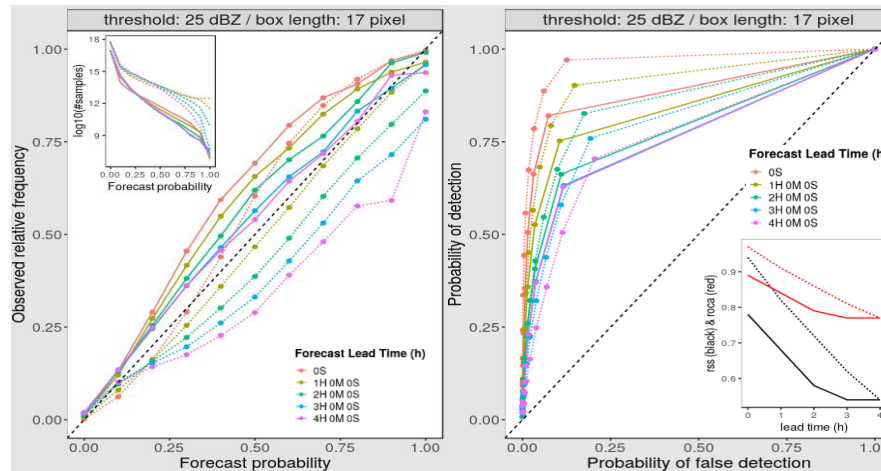 threshold: 25 dBZ / box length: 17 pixel
1.00
0.75
0.50
0.25
0.00
Observed relative frequency
18
15
12
9
log10(#samples)
0.00 0.25 0.50 0.75 1.00
Forecast probability
Forecast Lead Time (h)
0S
1H 0M 0S
2H 0M 0S
3H 0M 0S
4H 0M 0S
0.00 0.25 0.50 0.75 1.00
Forecast probability
threshold: 25 dBZ / box length: 17 pixel
1.00
0.75
0.50
0.25
0.00
Probability of detection
Forecast Lead Time (h
0S
1H 0M 0S
2H 0M 0S
3H 0M 0S
4H 0M 0S
0.9
0.8
0.7
0.6
rss (black) & roca (red)
0 1 2 3 4
lead time (h)
0.00 0.25 0.50 0.75 1.00
Probability of false detection